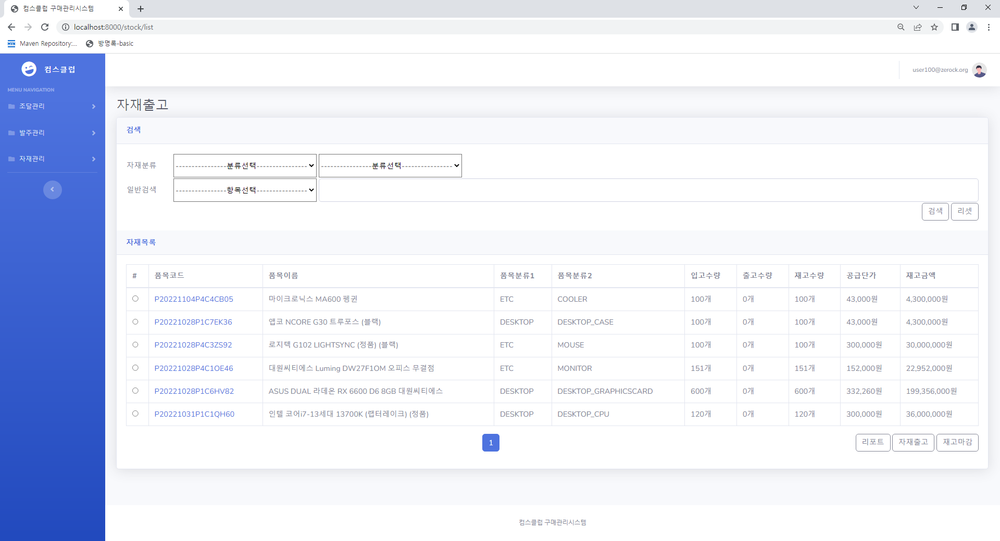 컴스클럽 구매관리시스템
localhost:8000/stock/list
Maven Repository:... 방명록-basic
컴스클럽
user100@zerock.org
MENU NAVIGATION
조달관리
발주관리
자재관리
자재출고
검색
자재분류 ----------------분류선택---------------- ----------------분류선택----------------
일반검색 ----------------항목선택----------------
검색 리셋
자재목록
# 품목코드 품목이름 품목분류1 품목분류2 입고수량 출고수량 재고수량 공급단가 재고금액
P20221104P4C4CB05 마이크로닉스 MA600 펭귄 ETC COOLER 100개 0개 100개 43,000원 4,300,000원
P20221028P1C7EK36 앱코 NCORE G30 트루포스 (블랙) DESKTOP DESKTOP_CASE 100개 0개 100개 43,000원 4,300,000원
P20221028P4C3ZS92 로지텍 G102 LIGHTSYNC (정품) (블랙) ETC MOUSE 100개 0개 100개 300,000원 30,000,000원
P20221028P4C1OE46 대원씨티에스 Luming DW27F1OM 오피스 무결점 ETC MONITOR 151개 0개 151개 152,000원 22,952,000원
P20221028P1C6HV82 ASUS DUAL 라데온 RX 6600 D6 8GB 대원씨티에스 DESKTOP DESKTOP_GRAPHICSCARD 600개 0개 600개 332,260원 199,356,000원
P20221031P1C1QH60 인텔 코어i7-13세대 13700K (랩터레이크) (정품) DESKTOP DESKTOP_CPU 120개 0개 120개 300,000원 36,000,000원
1 리포트 자재출고 재고마감
컴스클럽 구매관리시스템